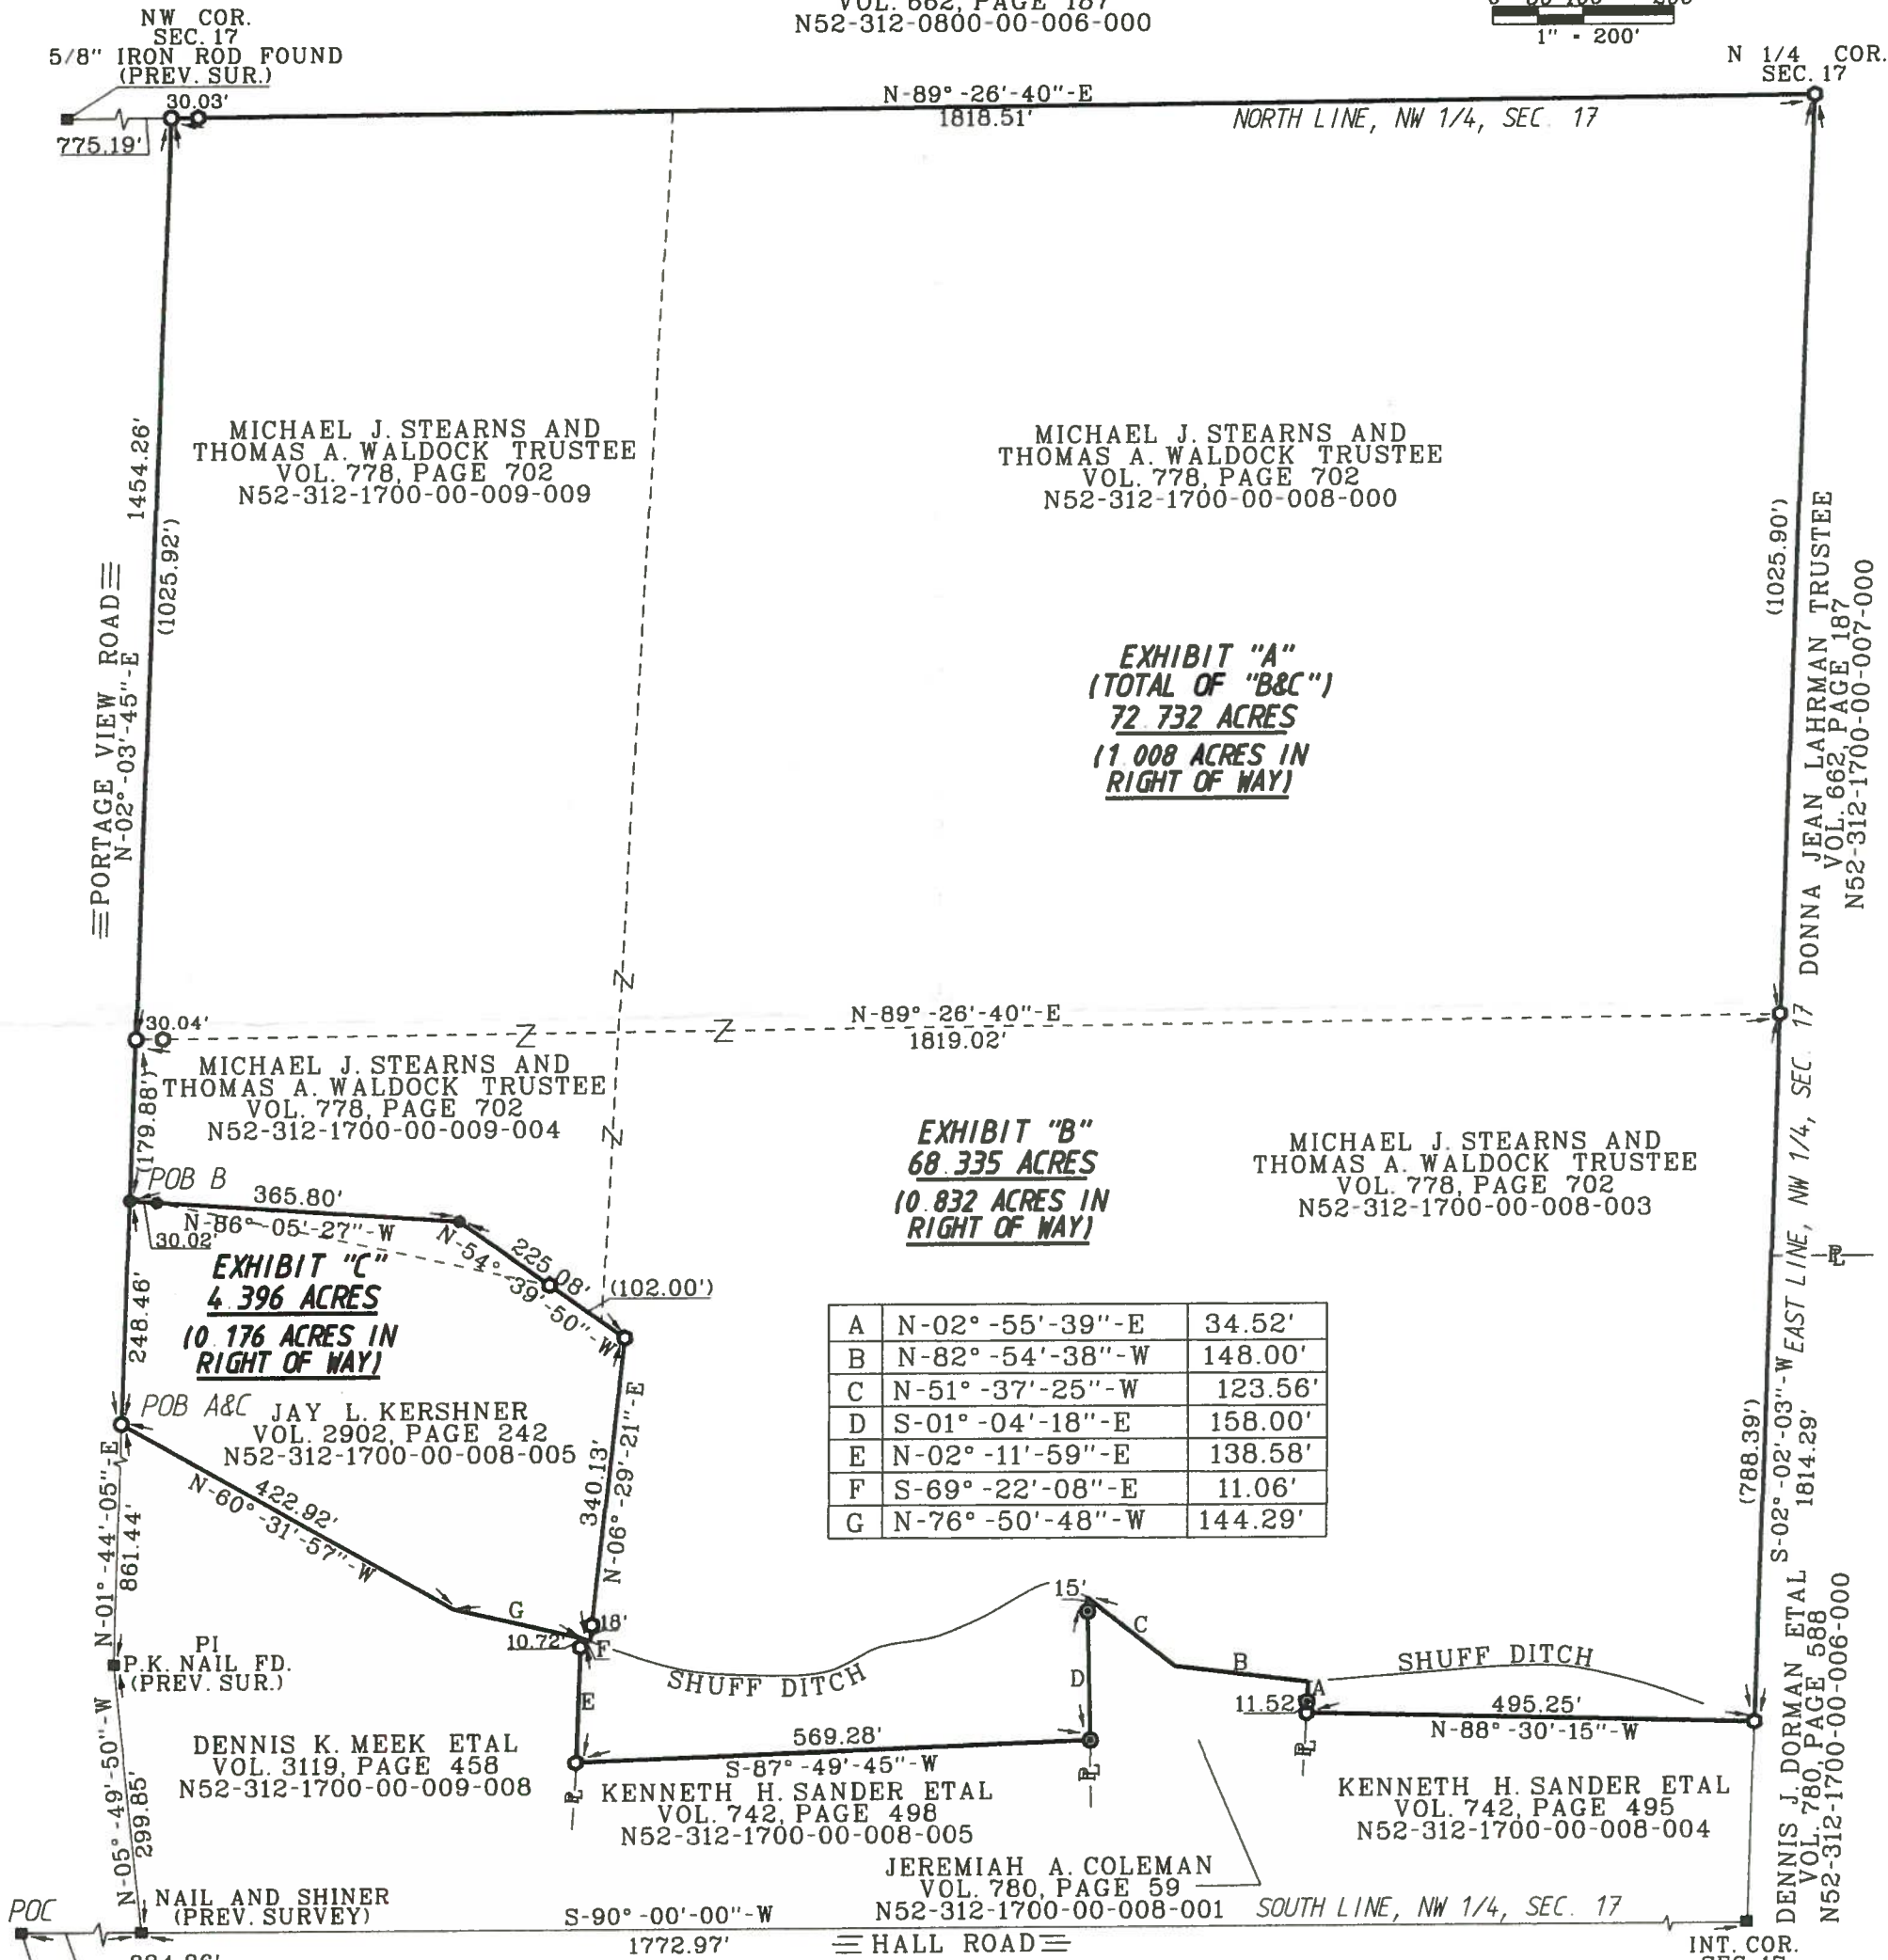 VOL. 662, PAGE 187
N52-312-0800-00-006-000
1" - 200'
NW COR.
SEC. 17
5/8" IRON ROD FOUND
(PREV. SUR.)
N 1/4 COR.
SEC. 17
30.03'
775.19'
N-89°-26'-40"-E
1818.51'
NORTH LINE, NW 1/4, SEC. 17
1454.26'
(1025.92')
MICHAEL J. STEARNS AND
THOMAS A. WALDOCK TRUSTEE
VOL. 778, PAGE 702
N52-312-1700-00-009-009
MICHAEL J. STEARNS AND
THOMAS A. WALDOCK TRUSTEE
VOL. 778, PAGE 702
N52-312-1700-00-008-000
(1025.90')
DONNA JEAN LAHRMAN TRUSTEE
VOL. 662, PAGE 187
N52-312-1700-00-007-000
PORTAGE VIEW ROAD
N-02°-03'-45"-E
EXHIBIT "A"
(TOTAL OF "B&C")
72.732 ACRES
(1.008 ACRES IN
RIGHT OF WAY)
30.04'
N-89°-26'-40"-E
1819.02'
MICHAEL J. STEARNS AND
THOMAS A. WALDOCK TRUSTEE
VOL. 778, PAGE 702
N52-312-1700-00-009-004
(179.88')
EXHIBIT "B"
68.335 ACRES
(0.832 ACRES IN
RIGHT OF WAY)
MICHAEL J. STEARNS AND
THOMAS A. WALDOCK TRUSTEE
VOL. 778, PAGE 702
N52-312-1700-00-008-003
EAST LINE, NW 1/4, SEC. 17
PL
POB B
365.80'
N-86°-05'-27"-W
30.02'
225.08'
N-54°-39'-50"-W
(102.00')
EXHIBIT "C"
4.396 ACRES
(0.176 ACRES IN
RIGHT OF WAY)
248.46'
A N-02°-55'-39"-E 34.52'
B N-82°-54'-38"-W 148.00'
C N-51°-37'-25"-W 123.56'
D S-01°-04'-18"-E 158.00'
E N-02°-11'-59"-E 138.58'
F S-69°-22'-08"-E 11.06'
G N-76°-50'-48"-W 144.29'
POB A&C
JAY L. KERSHNER
VOL. 2902, PAGE 242
N52-312-1700-00-008-005
340.13'
N-06°-29'-21"-E
422.92'
N-60°-31'-57"-W
N-01°-44'-05"-E
861.44'
(788.39')
S-02°-02'-03"-W
1814.29'
G
18'
10.72'
F
E
15'
C
D
B
A
11.52'
SHUFF DITCH
SHUFF DITCH
495.25'
N-88°-30'-15"-W
PI
P.K. NAIL FD.
(PREV. SUR.)
N-05°-49'-50"-W
299.85'
DENNIS K. MEEK ETAL
VOL. 3119, PAGE 458
N52-312-1700-00-009-008
569.28'
S-87°-49'-45"-W
PL
PL
PL
KENNETH H. SANDER ETAL
VOL. 742, PAGE 498
N52-312-1700-00-008-005
KENNETH H. SANDER ETAL
VOL. 742, PAGE 495
N52-312-1700-00-008-004
DENNIS J. DORMAN ETAL
VOL. 780, PAGE 588
N52-312-1700-00-006-000
JEREMIAH A. COLEMAN
VOL. 780, PAGE 59
N52-312-1700-00-008-001
SOUTH LINE, NW 1/4, SEC. 17
POC
NAIL AND SHINER
(PREV. SURVEY)
S-90°-00'-00"-W
1772.97'
HALL ROAD
INT. COR.